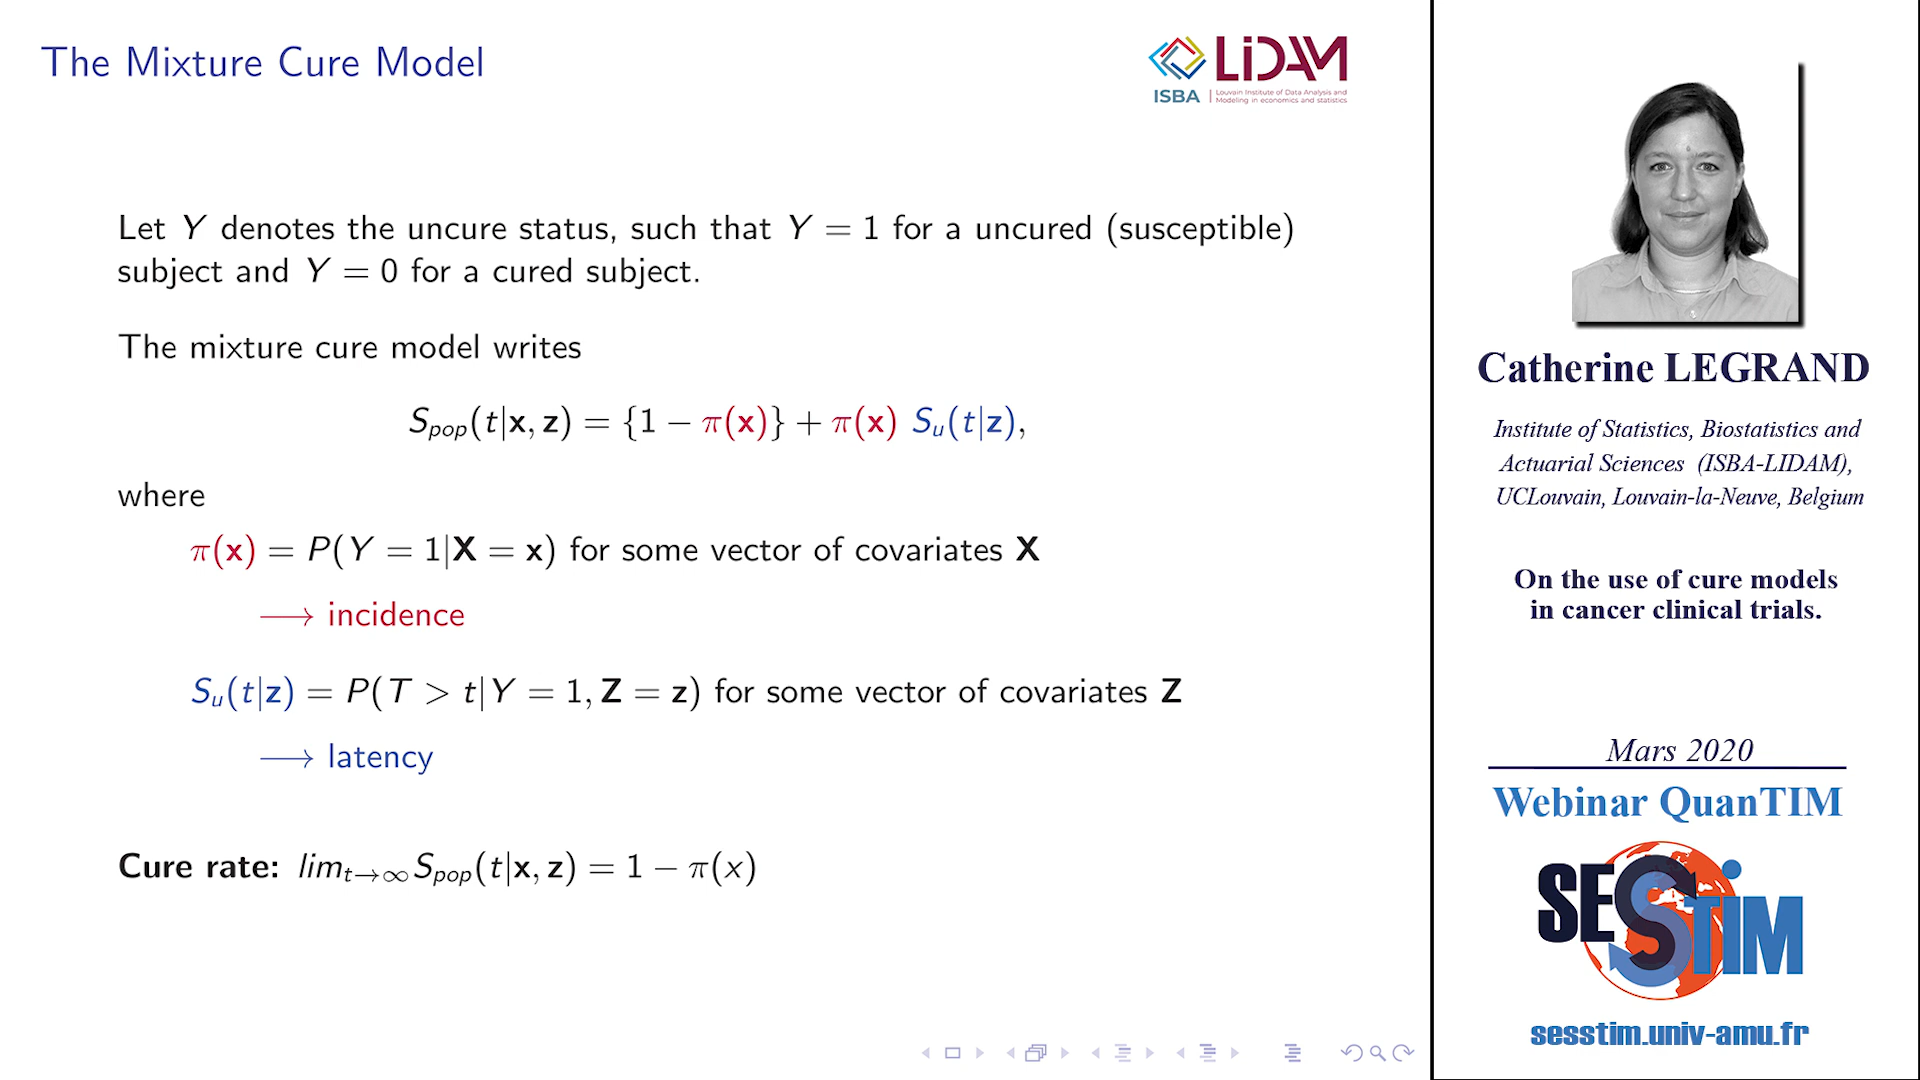 The Mixture Cure Model
LiDAM
ISBA | Louvain Institute of Data Analysis and
Modeling in economics and statistics
Let Y denotes the uncure status, such that Y = 1 for a uncured (susceptible)
subject and Y = 0 for a cured subject.
The mixture cure model writes
S_pop(t|x, z) = {1 − π(x)} + π(x) S_u(t|z),
where
π(x) = P(Y = 1|X = x) for some vector of covariates X
⟶ incidence
S_u(t|z) = P(T > t|Y = 1, Z = z) for some vector of covariates Z
⟶ latency
Cure rate: lim_t→∞ S_pop(t|x, z) = 1 − π(x)
Catherine LEGRAND
Institute of Statistics, Biostatistics and
Actuarial Sciences (ISBA-LIDAM),
UCLouvain, Louvain-la-Neuve, Belgium
On the use of cure models
in cancer clinical trials.
Mars 2020
Webinar QuanTIM
SESSTIM
sesstim.univ-amu.fr